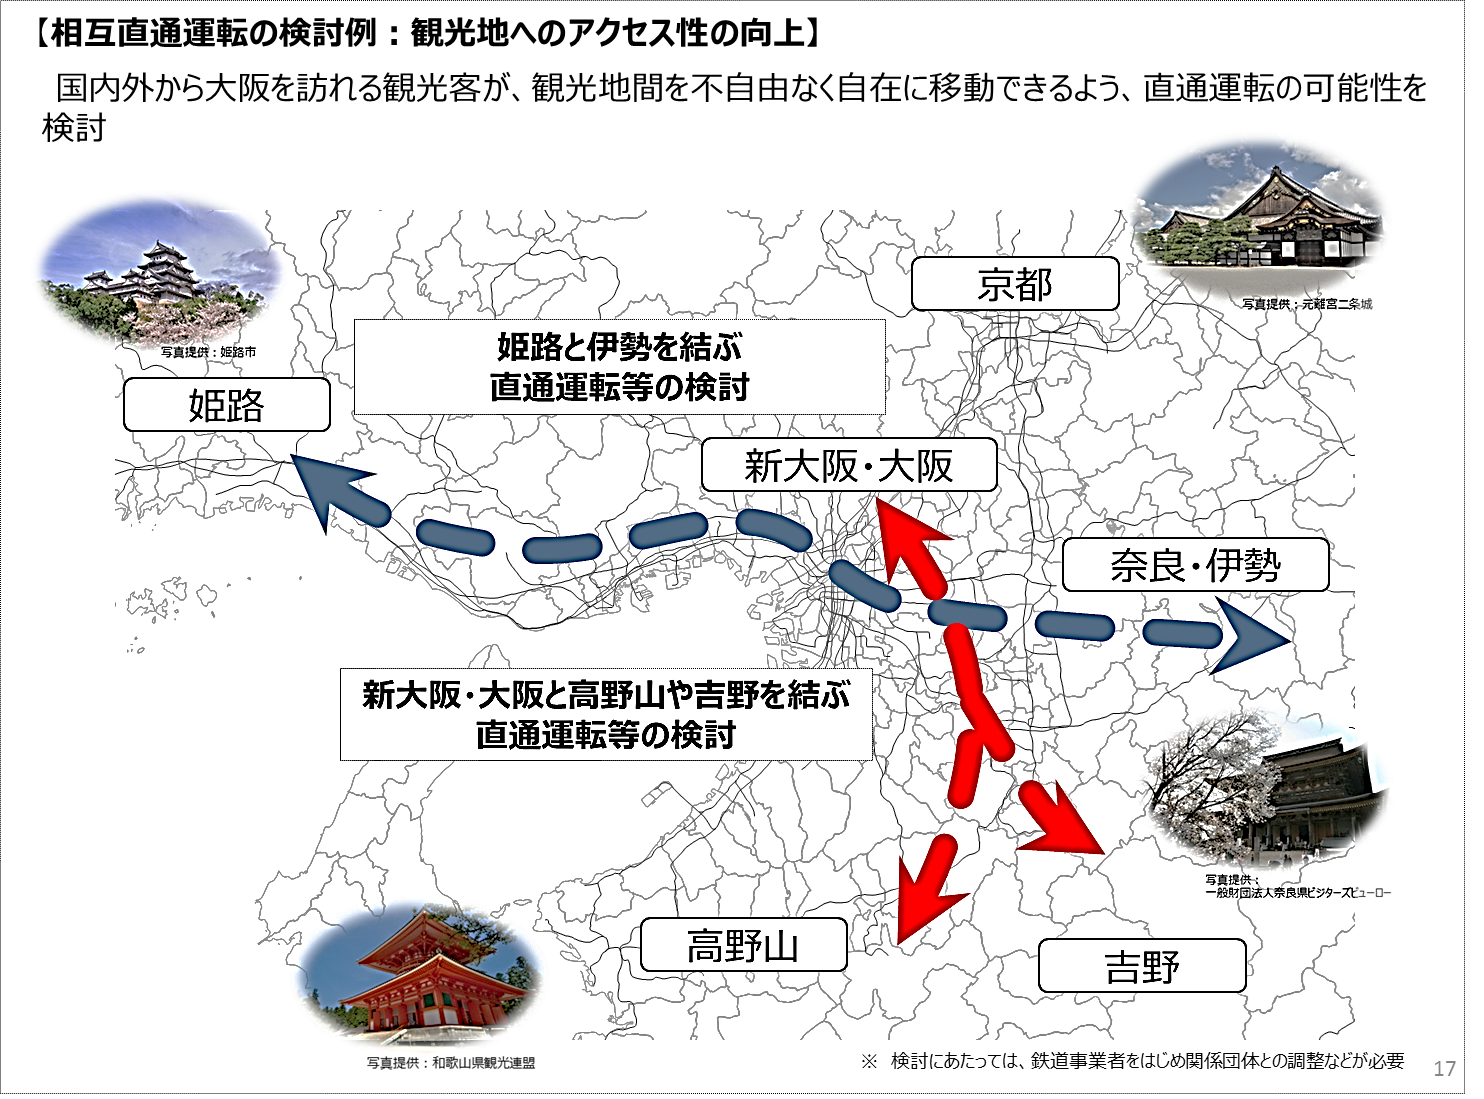 【相互直通運転の検討例：観光地へのアクセス性の向上】
国内外から大阪を訪れる観光客が、観光地間を不自由なく自在に移動できるよう、直通運転の可能性を
検討
写真提供：元離宮二条城
京都
写真提供：姫路市
姫路と伊勢を結ぶ
直通運転等の検討
姫路
新大阪・大阪
奈良・伊勢
新大阪・大阪と高野山や吉野を結ぶ
直通運転等の検討
写真提供：
一般財団法人奈良県ビジターズビューロー
高野山
吉野
写真提供：和歌山県観光連盟
※　検討にあたっては、鉄道事業者をはじめ関係団体との調整などが必要
17